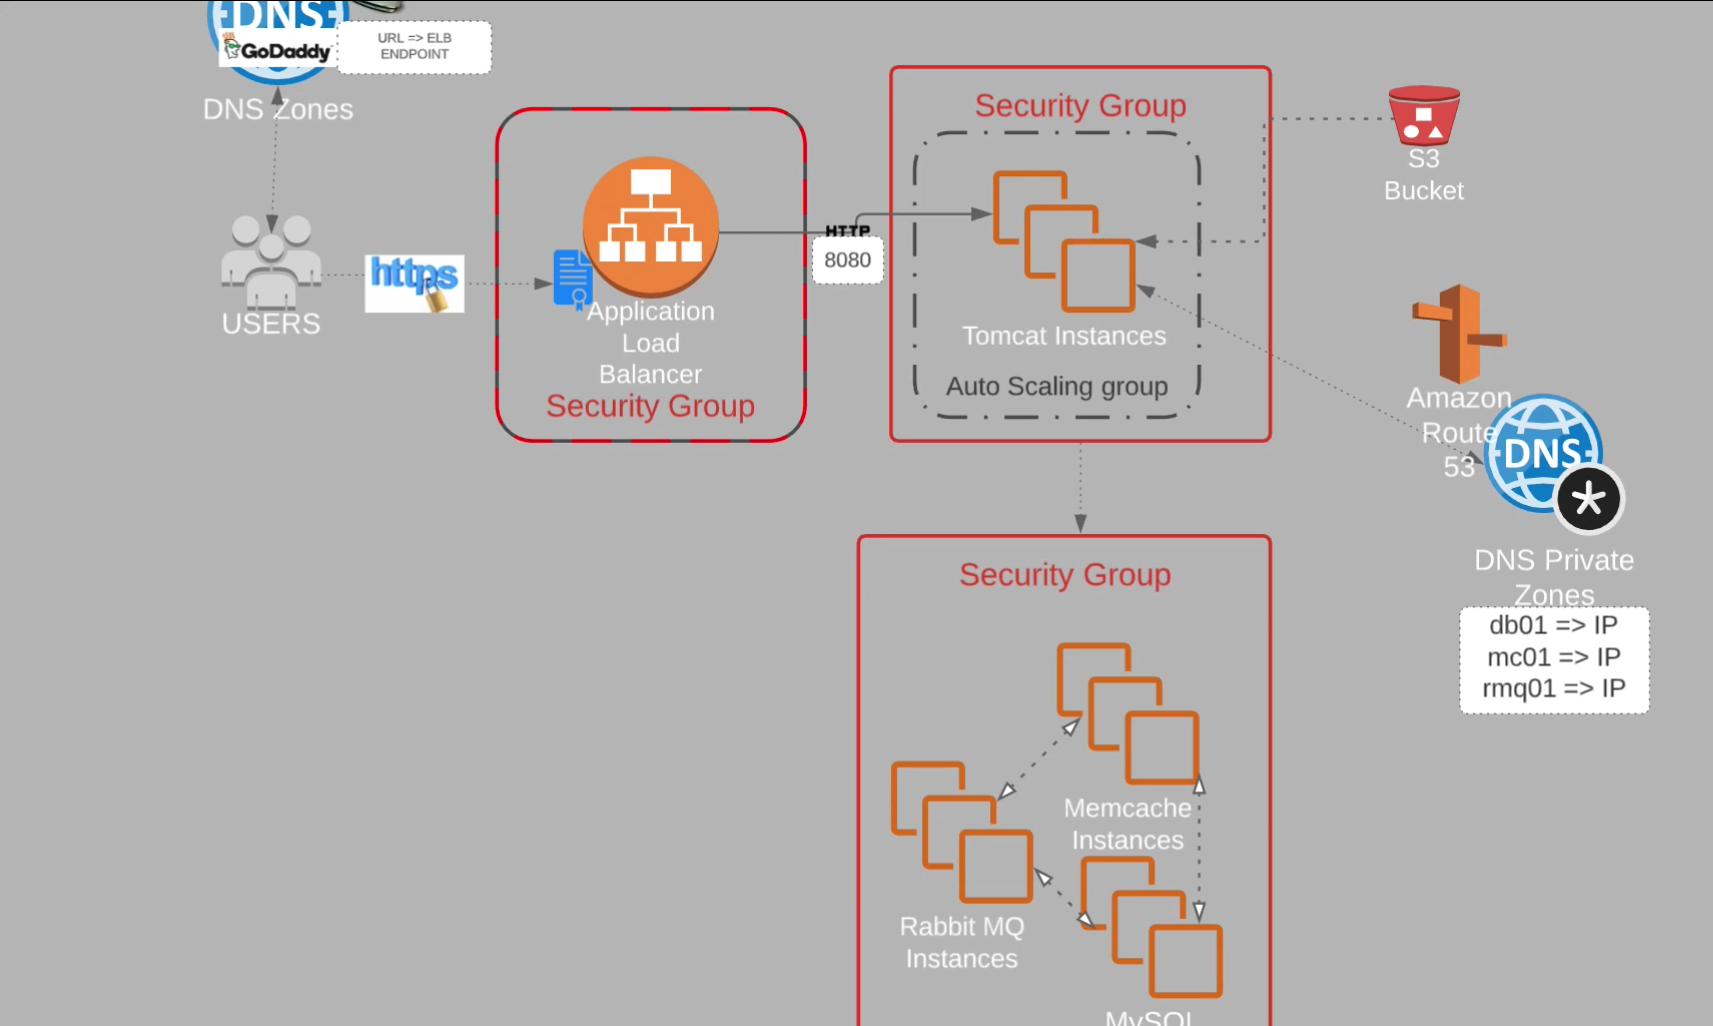 DNS
GoDaddy
URL => ELB
ENDPOINT
DNS Zones
USERS
https
Application
Load
Balancer
Security Group
HTTP
8080
Security Group
Tomcat Instances
Auto Scaling group
S3
Bucket
Amazon
Route
53
DNS
DNS Private
Zones
db01 => IP
mc01 => IP
rmq01 => IP
Security Group
Memcache
Instances
Rabbit MQ
Instances
MySQL